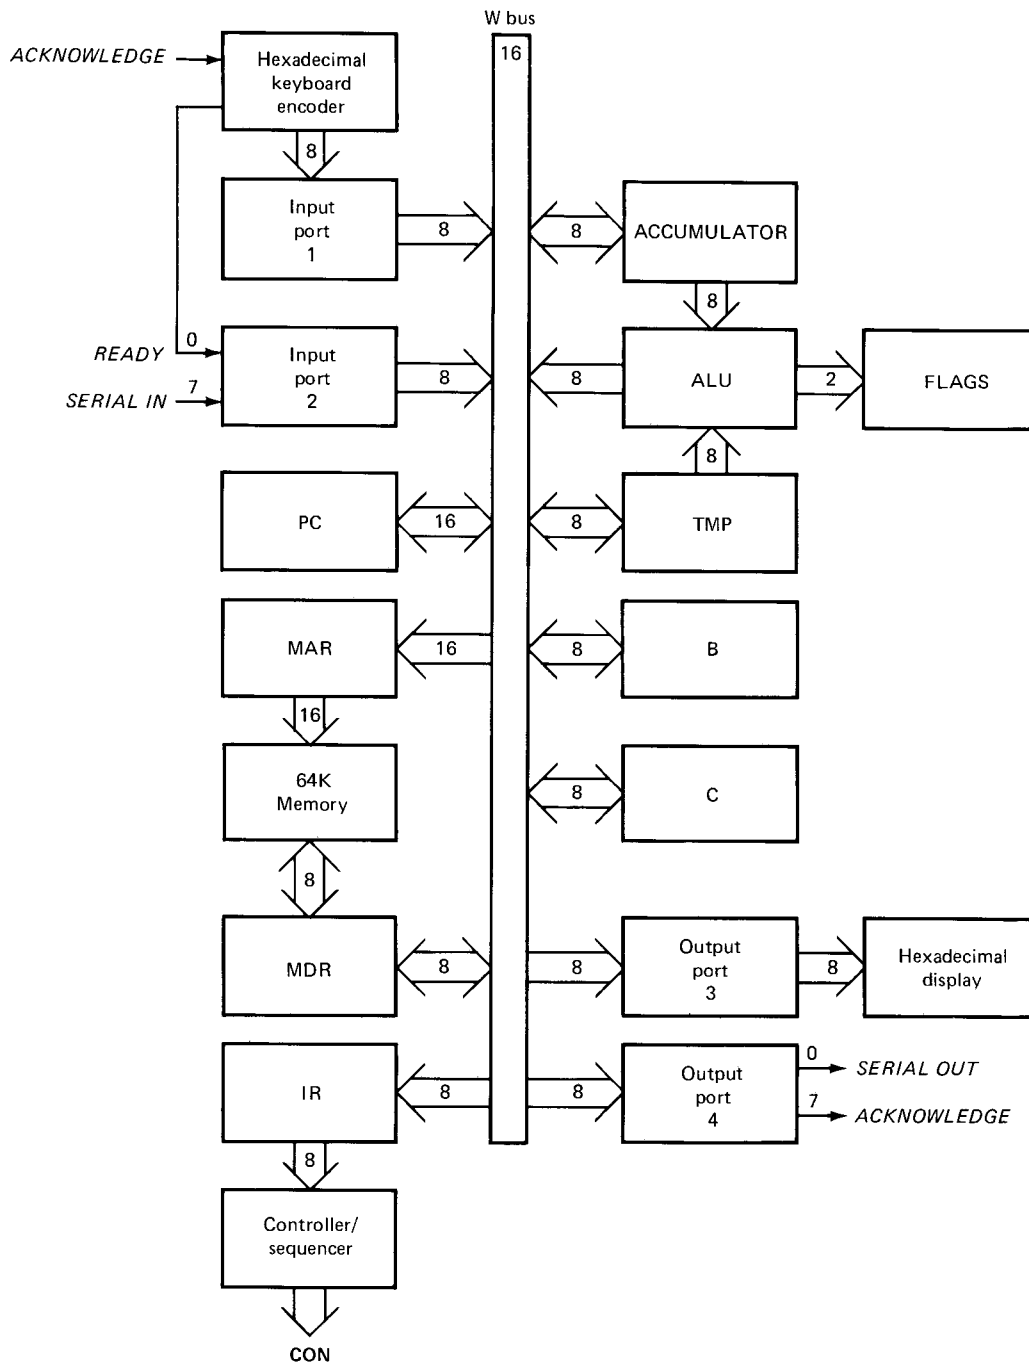 W bus
16
ACKNOWLEDGE
Hexadecimal
keyboard
encoder
8
Input
port
1
8
8
ACCUMULATOR
8
READY
0
SERIAL IN
7
Input
port
2
8
8
ALU
2
FLAGS
8
PC
16
8
TMP
MAR
16
8
B
16
64K
Memory
8
C
8
MDR
8
8
Output
port
3
8
Hexadecimal
display
IR
8
8
Output
port
4
0
SERIAL OUT
7
ACKNOWLEDGE
8
Controller/
sequencer
CON